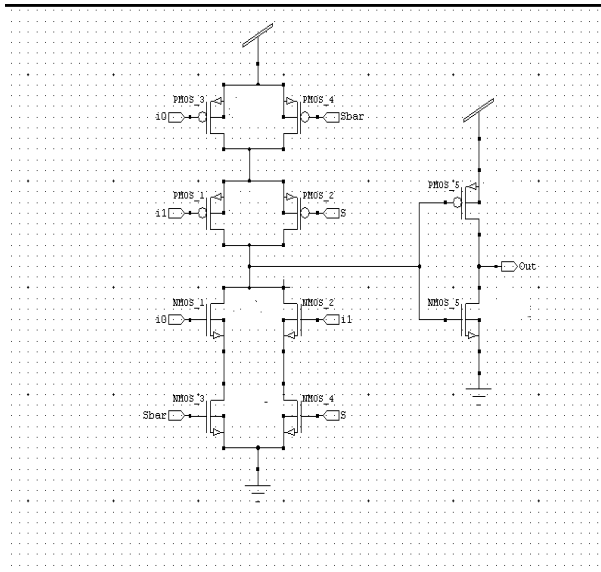 PMOS_3 PMOS_4
i0 Sbar
PMOS_1 PMOS_2
i1 S
PMOS_5
Out
NMOS_1 NMOS_2 NMOS_5
i0 i1
NMOS_3 NMOS_4
Sbar S